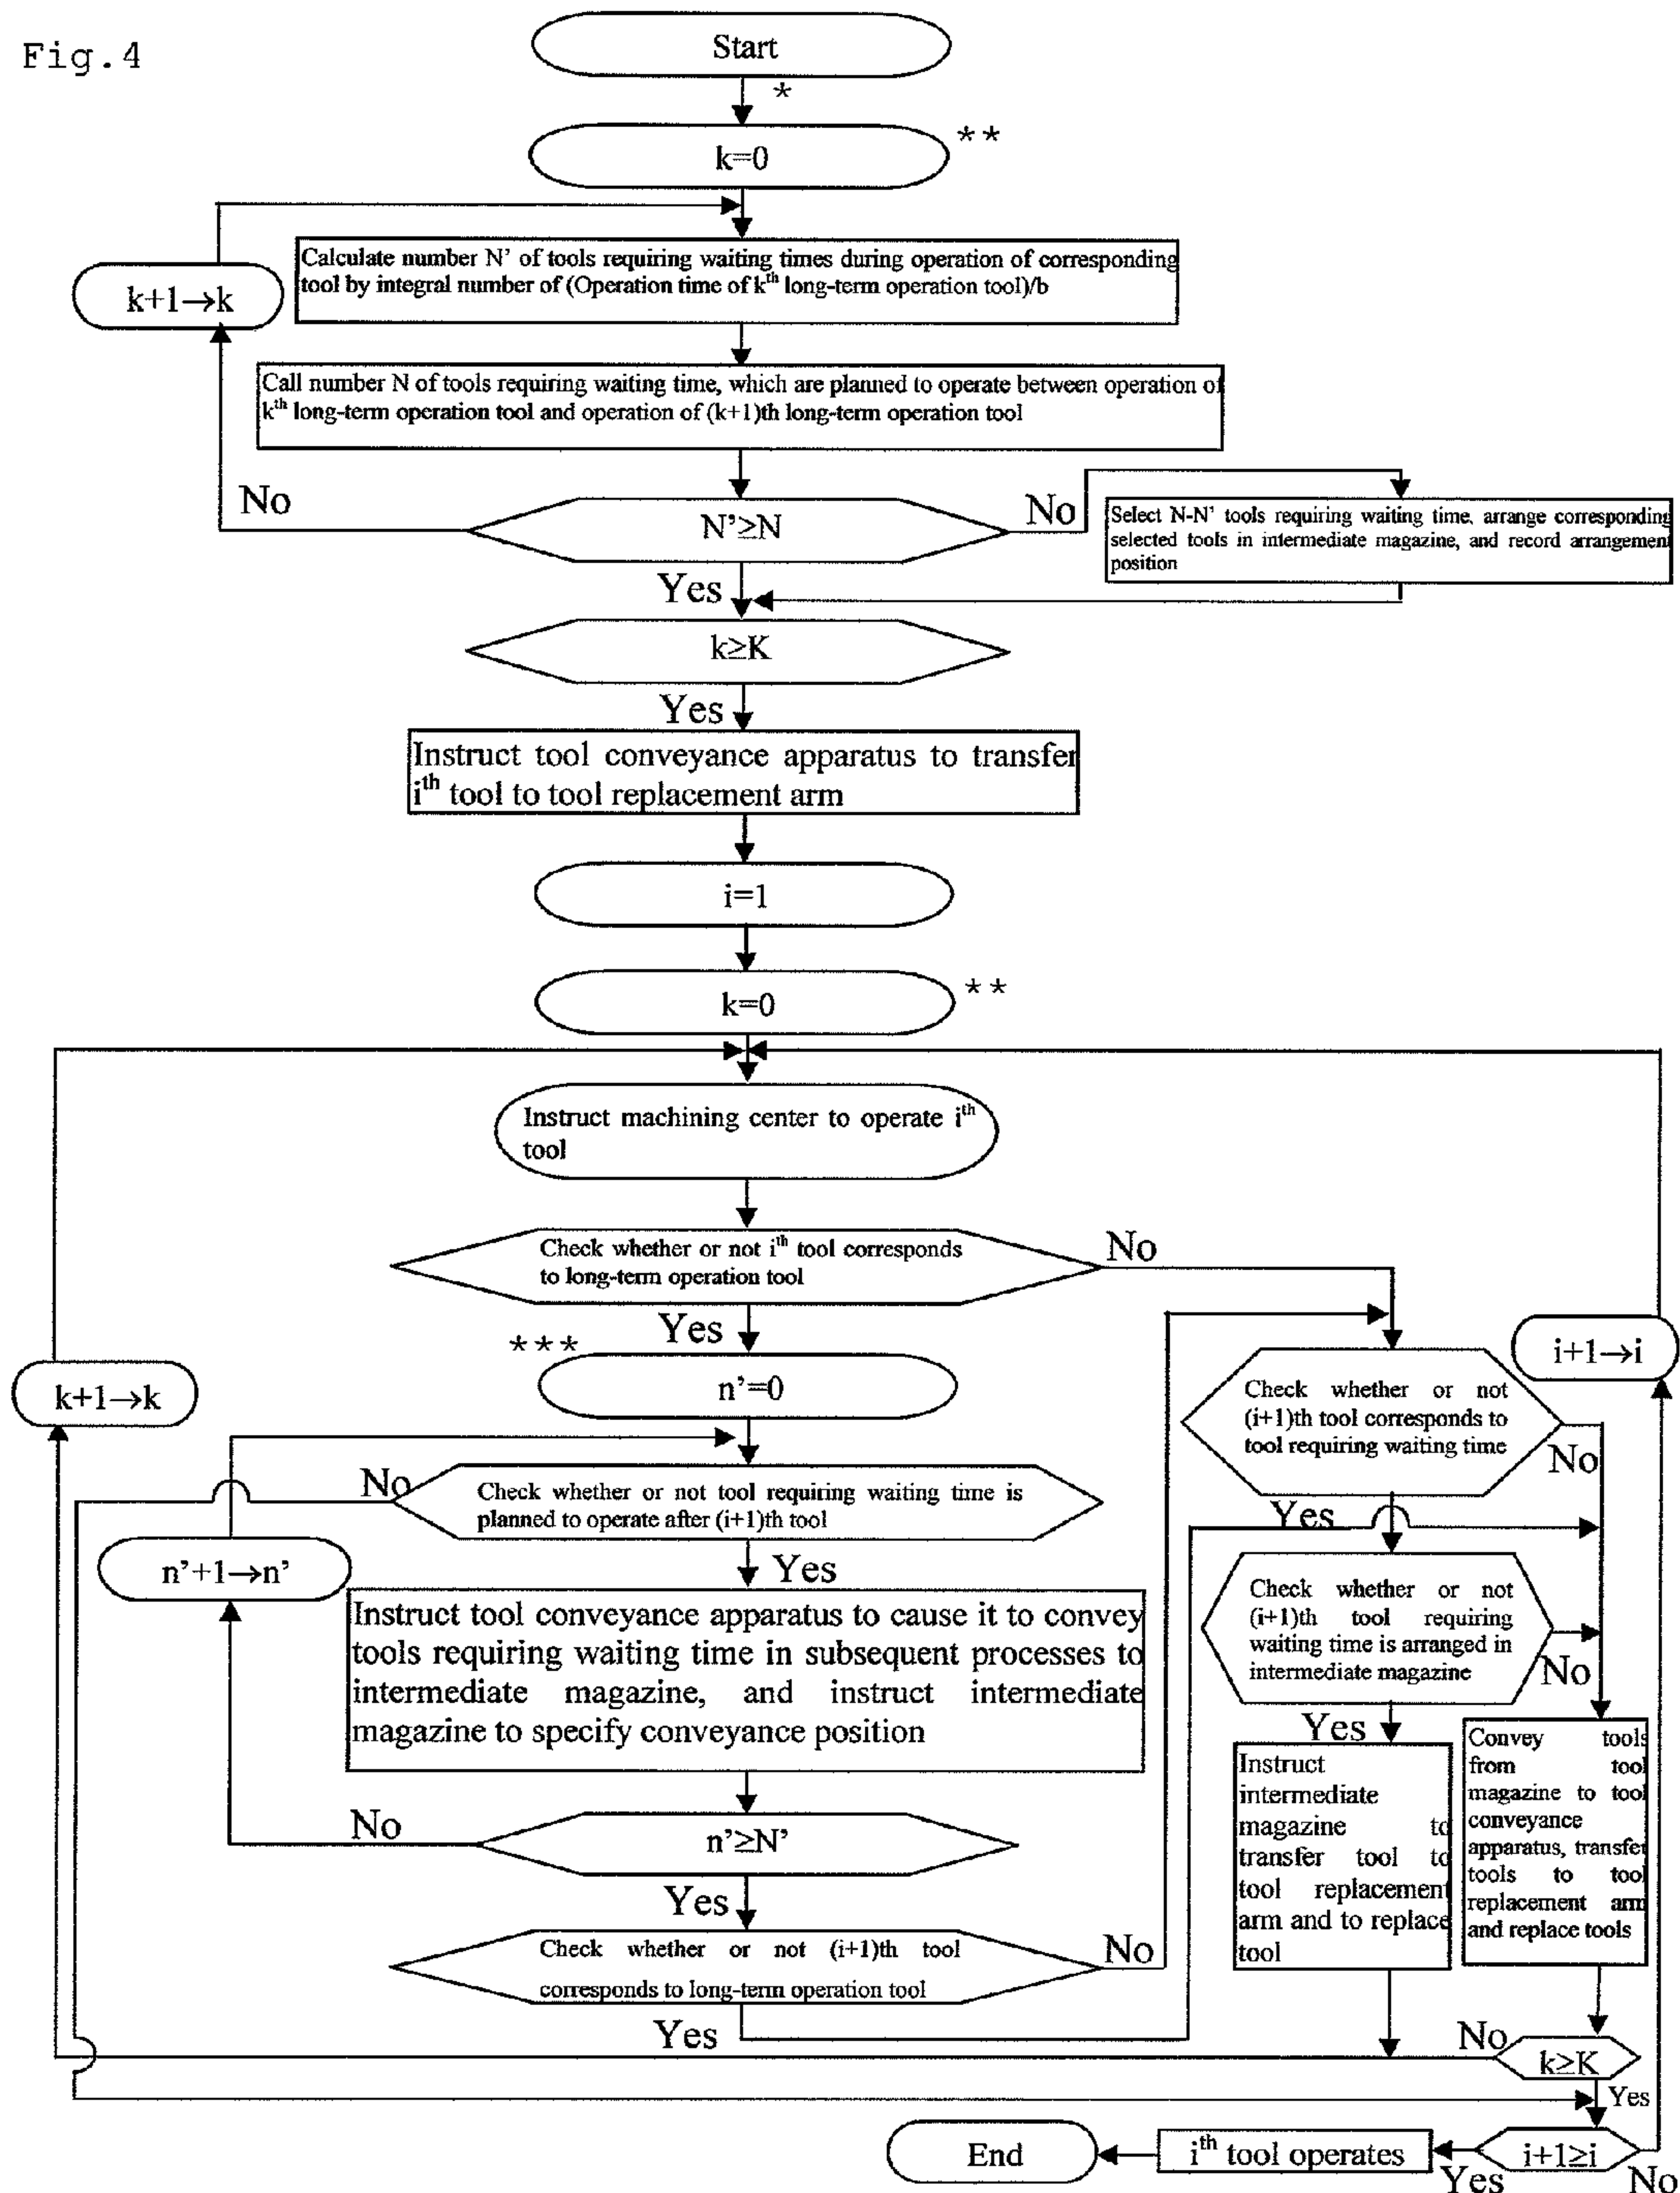 Fig.4
Start
*
k=0
**
k+1→k
Calculate number N' of tools requiring waiting times during operation of corresponding
tool by integral number of (Operation time of kth long-term operation tool)/b
Call number N of tools requiring waiting time, which are planned to operate between operation of
kth long-term operation tool and operation of (k+1)th long-term operation tool
No
N'≥N
No
Select N-N' tools requiring waiting time, arrange corresponding
selected tools in intermediate magazine, and record arrangement
position
Yes
k≥K
Yes
Instruct tool conveyance apparatus to transfer
ith tool to tool replacement arm
i=1
k=0
**
Instruct machining center to operate ith
tool
Check whether or not ith tool corresponds
to long-term operation tool
No
Yes
***
n'=0
k+1→k
i+1→i
Check whether or not
(i+1)th tool corresponds to
tool requiring waiting time
No
Yes
No
Check whether or not tool requiring waiting time is
planned to operate after (i+1)th tool
Yes
n'+1→n'
Instruct tool conveyance apparatus to cause it to convey
tools requiring waiting time in subsequent processes to
intermediate magazine, and instruct intermediate
magazine to specify conveyance position
Check whether or not
(i+1)th tool requiring
waiting time is arranged in
intermediate magazine
No
Yes
Instruct
intermediate
magazine to
transfer tool to
tool replacement
arm and to replace
tool
Convey tools
from tool
magazine to tool
conveyance
apparatus, transfer
tools to tool
replacement arm
and replace tools
No
n'≥N'
Yes
Check whether or not (i+1)th tool
corresponds to long-term operation tool
No
Yes
No
k≥K
Yes
End
ith tool operates
Yes
i+1≥i
No